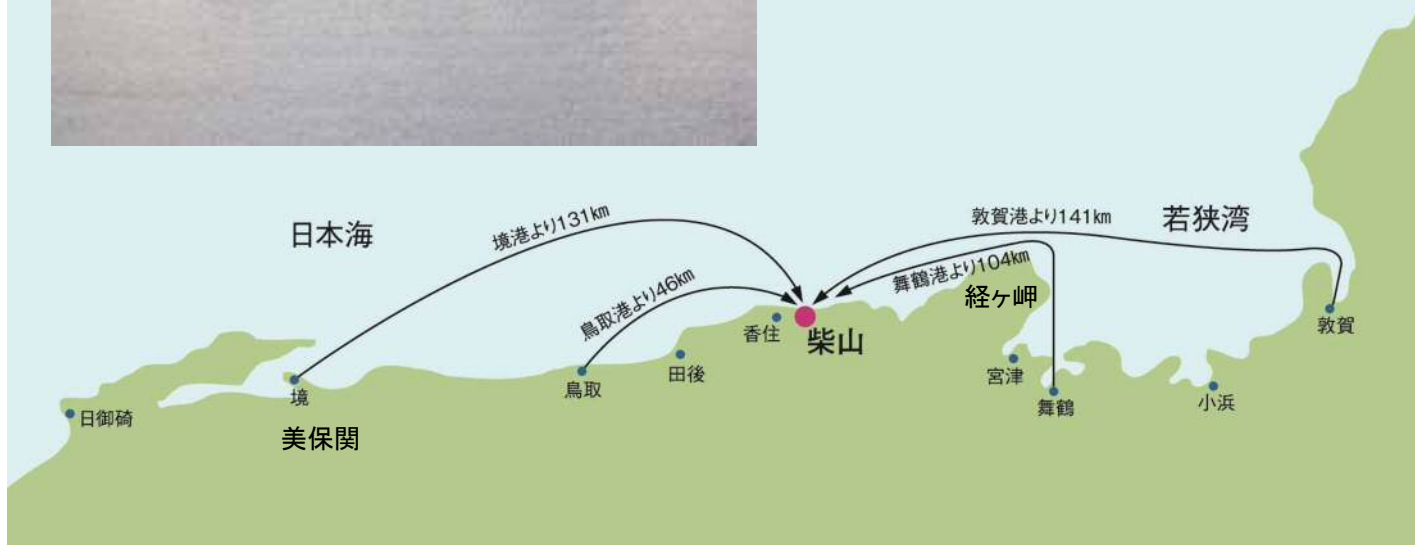 日本海
境港より131km
敦賀港より141km
若狭湾
鳥取港より46km
舞鶴港より104km
経ヶ岬
香住
柴山
敦賀
田後
宮津
鳥取
境
舞鶴
小浜
日御碕
美保関